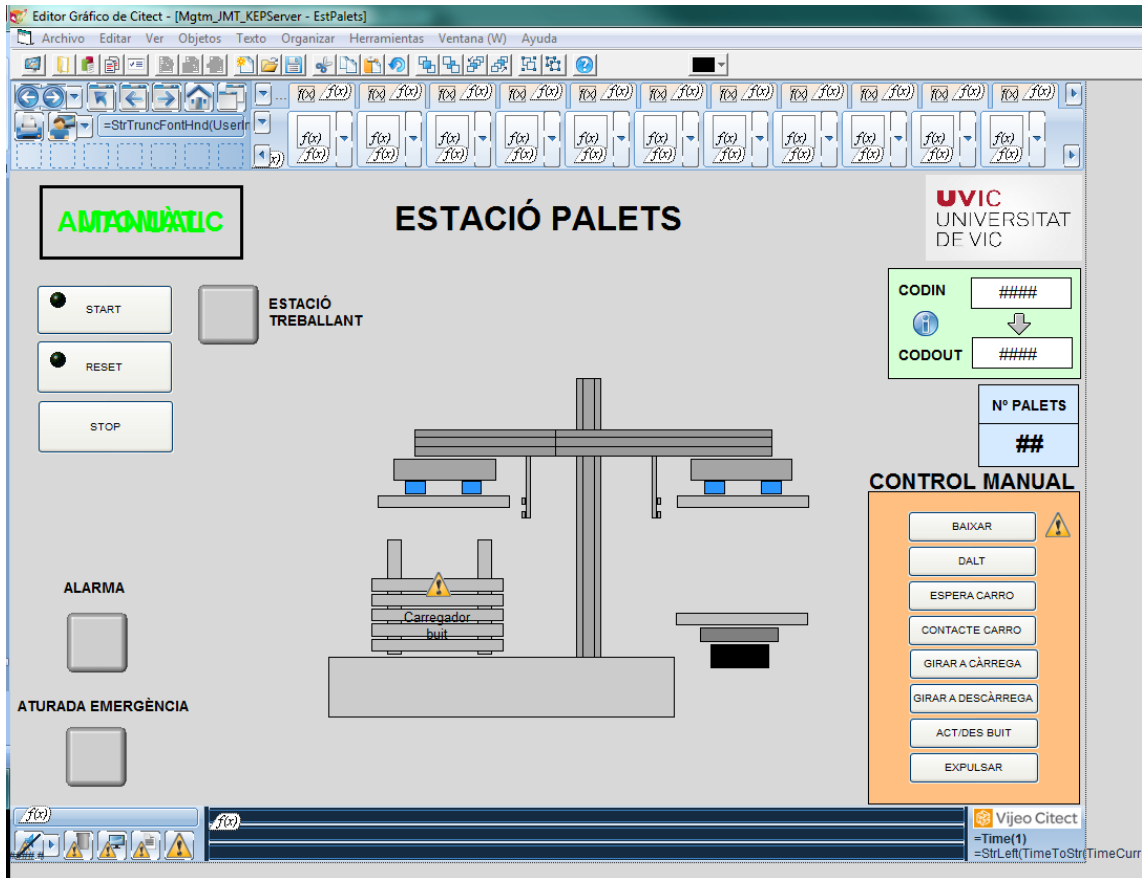 Editor Gráfico de Citect - [Mgtm_JMT_KEPServer - EstPalets]
Archivo Editar Ver Objetos Texto Organizar Herramientas Ventana (W) Ayuda
... f(x) f(x) f(x) f(x) f(x) f(x) f(x) f(x) f(x) f(x) f(x) f(x) f(x) f(x) f(x) f(x) f(x) f(x) f(x) f(x) f(x) f(x)
=StrTruncFontHnd(UserIn
f(x) f(x) f(x) f(x) f(x) f(x) f(x) f(x) f(x) f(x) f(x)
x) f(x) f(x) f(x) f(x) f(x) f(x) f(x) f(x) f(x) f(x) f(x)
ESTACIÓ PALETS
UVIC
UNIVERSITAT
DE VIC
START
RESET
STOP
ESTACIÓ
TREBALLANT
CODIN ####
CODOUT ####
Nº PALETS
##
CONTROL MANUAL
BAIXAR
DALT
ESPERA CARRO
CONTACTE CARRO
GIRAR A CÀRREGA
GIRAR A DESCÀRREGA
ACT/DES BUIT
EXPULSAR
Carregador
buit
ALARMA
ATURADA EMERGÈNCIA
f(x)
f(x)
Vijeo Citect
=Time(1)
=StrLeft(TimeToStr(TimeCurr